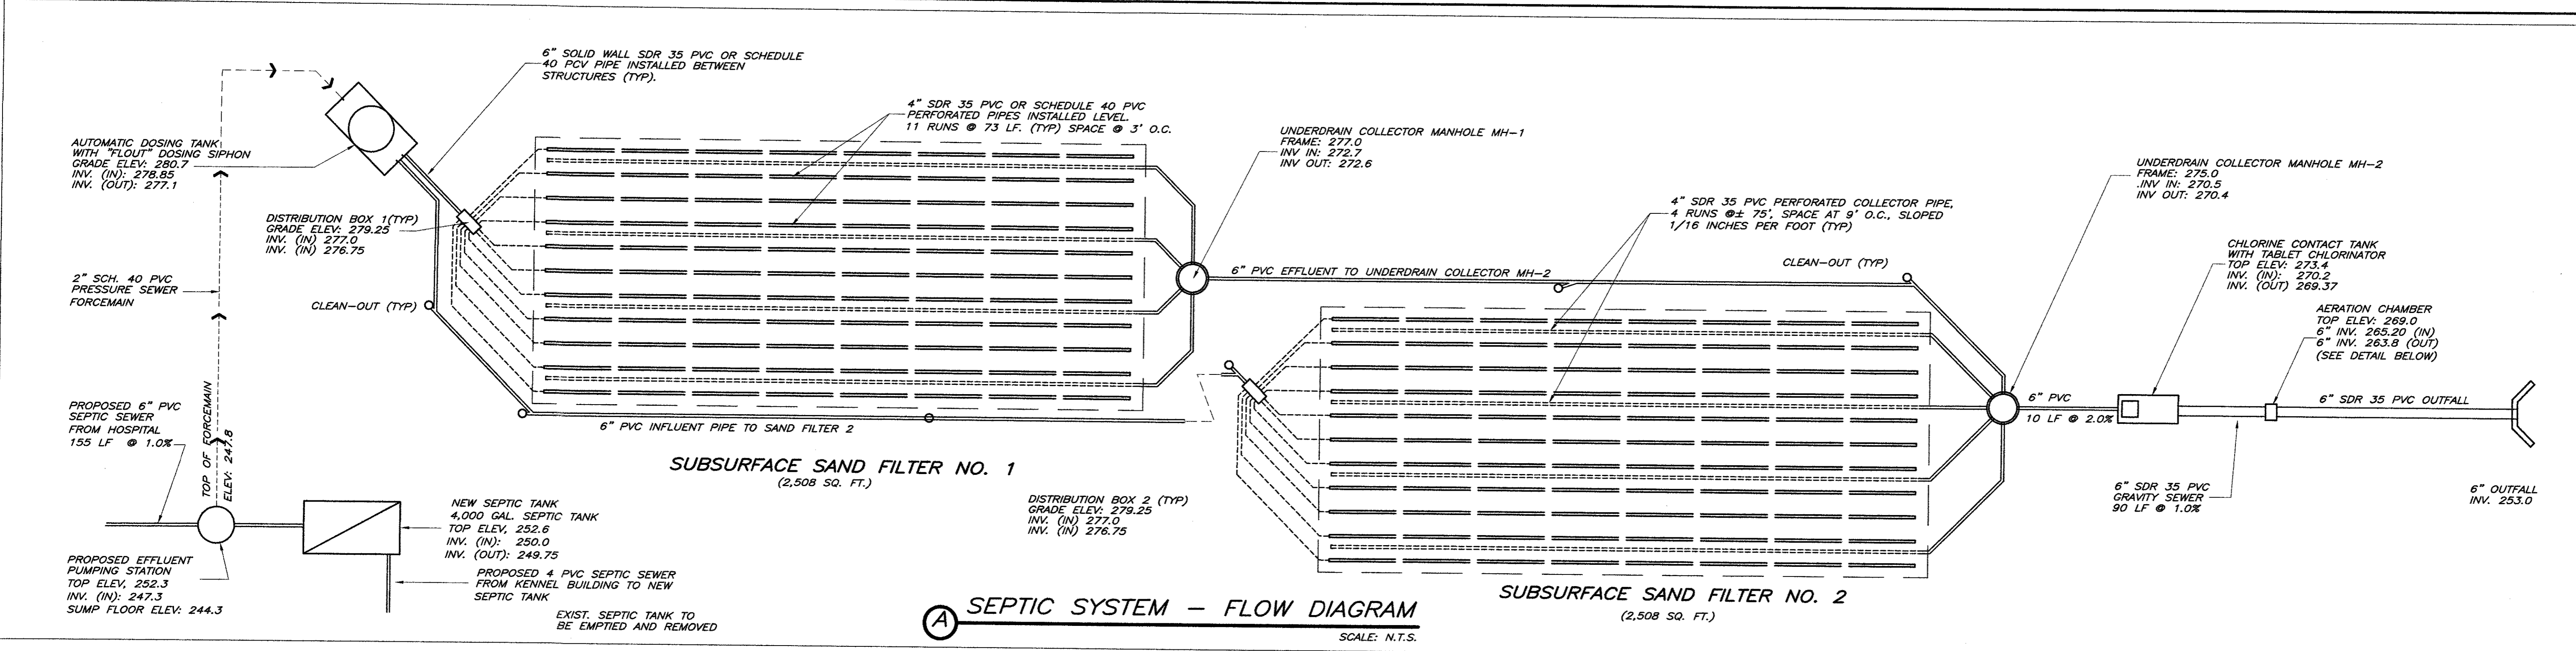 6" SOLID WALL SDR 35 PVC OR SCHEDULE
40 PCV PIPE INSTALLED BETWEEN
STRUCTURES (TYP).
4" SDR 35 PVC OR SCHEDULE 40 PVC
PERFORATED PIPES INSTALLED LEVEL.
11 RUNS @ 73 LF. (TYP) SPACE @ 3' O.C.
AUTOMATIC DOSING TANK
WITH "FLOUT" DOSING SIPHON
GRADE ELEV: 280.7
INV. (IN): 278.85
INV. (OUT): 277.1
UNDERDRAIN COLLECTOR MANHOLE MH-1
FRAME: 277.0
INV IN: 272.7
INV OUT: 272.6
UNDERDRAIN COLLECTOR MANHOLE MH-2
FRAME: 275.0
.INV IN: 270.5
INV OUT: 270.4
DISTRIBUTION BOX 1(TYP)
GRADE ELEV: 279.25
INV. (IN) 277.0
INV. (IN) 276.75
4" SDR 35 PVC PERFORATED COLLECTOR PIPE,
4 RUNS @± 75', SPACE AT 9' O.C., SLOPED
1/16 INCHES PER FOOT (TYP)
CHLORINE CONTACT TANK
WITH TABLET CHLORINATOR
TOP ELEV: 273.4
INV. (IN): 270.2
INV. (OUT) 269.37
2" SCH. 40 PVC
PRESSURE SEWER
FORCEMAIN
CLEAN-OUT (TYP)
6" PVC EFFLUENT TO UNDERDRAIN COLLECTOR MH-2
CLEAN-OUT (TYP)
AERATION CHAMBER
TOP ELEV: 269.0
6" INV. 265.20 (IN)
6" INV. 263.8 (OUT)
(SEE DETAIL BELOW)
PROPOSED 6" PVC
SEPTIC SEWER
FROM HOSPITAL
155 LF @ 1.0%
TOP OF FORCEMAIN
ELEV: 247.8
6" PVC INFLUENT PIPE TO SAND FILTER 2
6" PVC
10 LF @ 2.0%
6" SDR 35 PVC OUTFALL
SUBSURFACE SAND FILTER NO. 1
(2,508 SQ. FT.)
NEW SEPTIC TANK
4,000 GAL. SEPTIC TANK
TOP ELEV, 252.6
INV. (IN): 250.0
INV. (OUT): 249.75
DISTRIBUTION BOX 2 (TYP)
GRADE ELEV: 279.25
INV. (IN) 277.0
INV. (IN) 276.75
6" SDR 35 PVC
GRAVITY SEWER
90 LF @ 1.0%
6" OUTFALL
INV. 253.0
PROPOSED EFFLUENT
PUMPING STATION
TOP ELEV, 252.3
INV. (IN): 247.3
SUMP FLOOR ELEV: 244.3
PROPOSED 4 PVC SEPTIC SEWER
FROM KENNEL BUILDING TO NEW
SEPTIC TANK
EXIST. SEPTIC TANK TO
BE EMPTIED AND REMOVED
SUBSURFACE SAND FILTER NO. 2
(2,508 SQ. FT.)
A SEPTIC SYSTEM - FLOW DIAGRAM
SCALE: N.T.S.